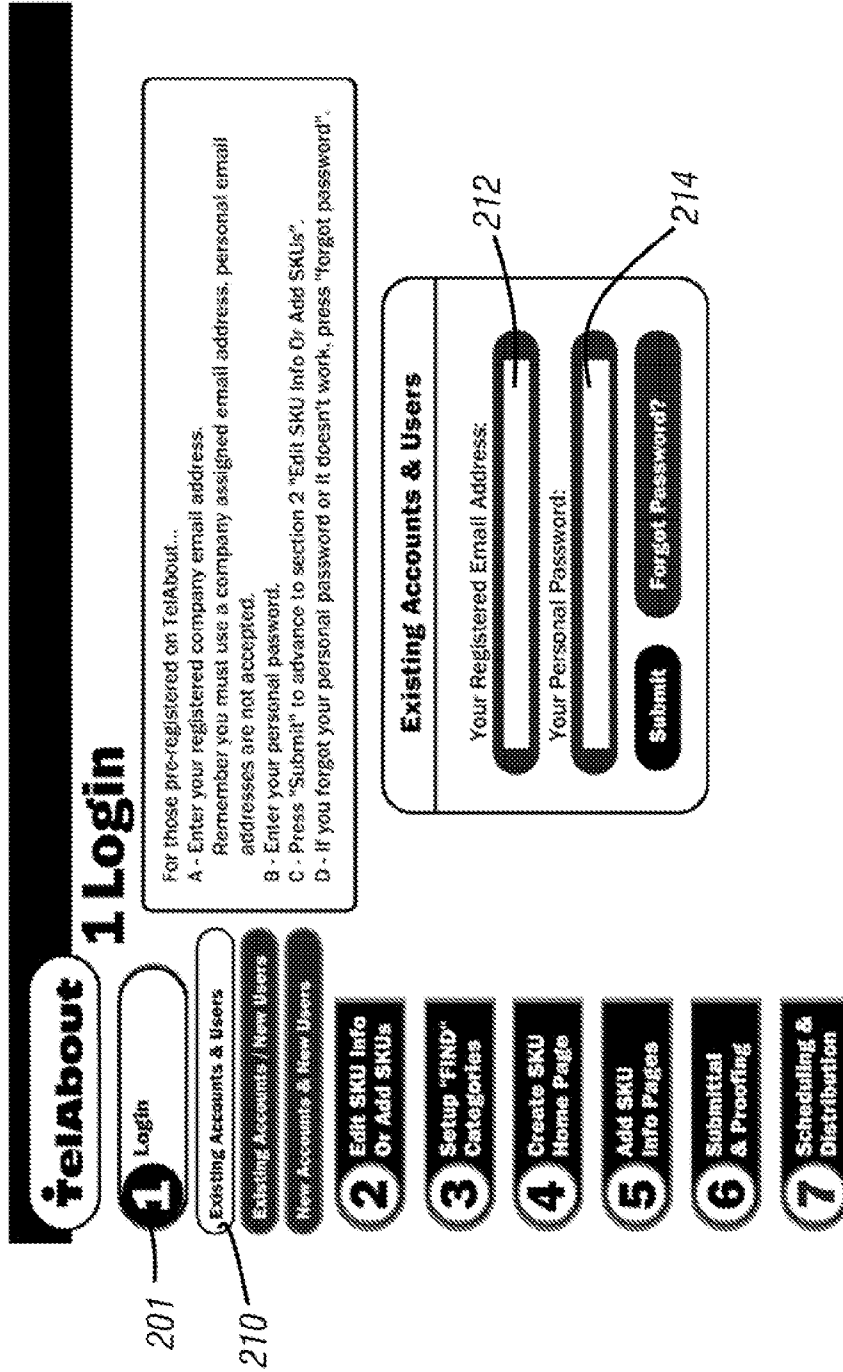 TelAbout
1 Login
1 Login
Existing Accounts & Users
Existing Accounts / New Users
New Accounts & New Users
2 Edit SKU Info
Or Add SKUs
3 Setup "FIND"
Categories
4 Create SKU
Home Page
5 Add SKU
Info Pages
6 Submittal
& Proofing
7 Scheduling &
Distribution
201
210
For those pre-registered on TelAbout...
A - Enter your registered company email address.
Remember you must use a company assigned email address, personal email
addresses are not accepted.
B - Enter your personal pasword.
C - Press "Submit" to advance to section 2 "Edit SKU Info Or Add SKUs".
D - If you forgot your personal password or it doesn't work, press "forgot password".
Existing Accounts & Users
Your Registered Email Address:
212
Your Personal Password:
214
Submit
Forgot Password?